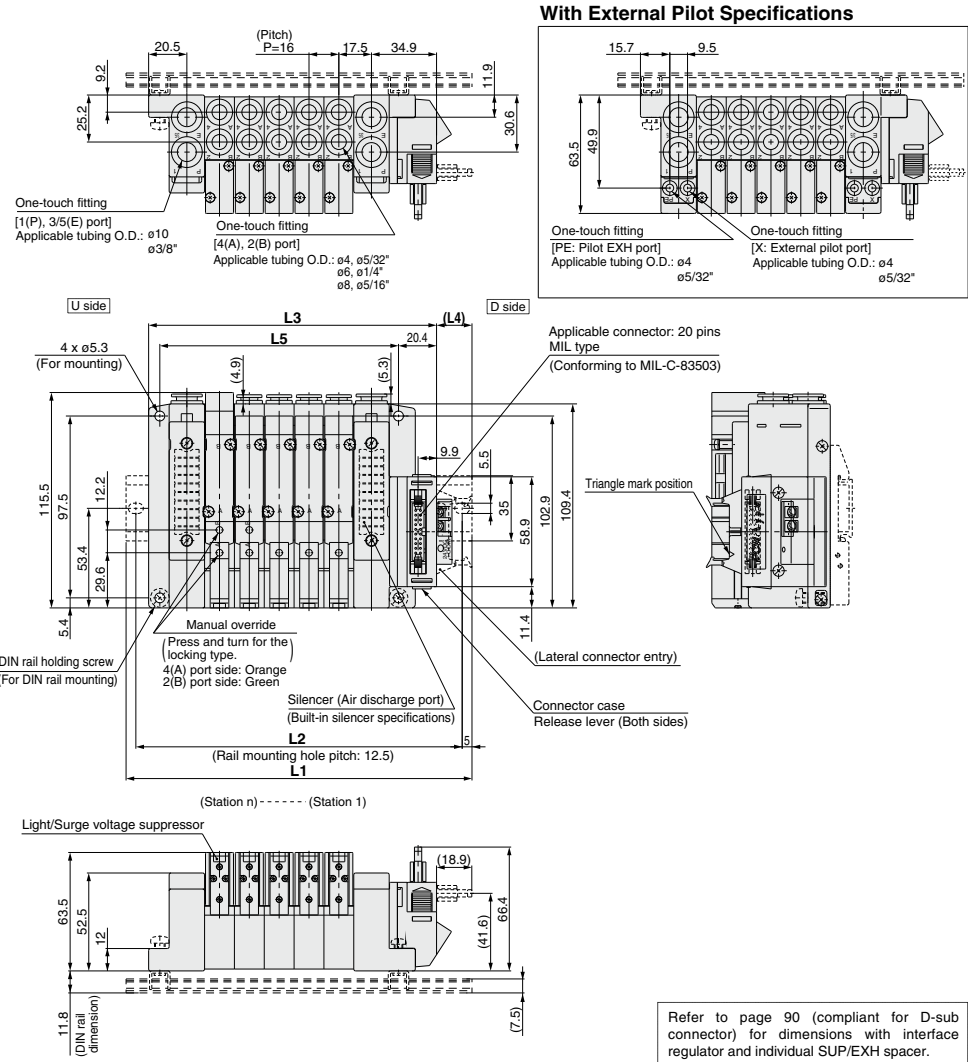 With External Pilot Specifications
(Pitch)
P=16
20.5
17.5
34.9
9.2
25.2
11.9
30.6
One-touch fitting
[1(P), 3/5(E) port]
Applicable tubing O.D.: ø10
ø3/8"
One-touch fitting
[4(A), 2(B) port]
Applicable tubing O.D.: ø4, ø5/32"
ø6, ø1/4"
ø8, ø5/16"
15.7
9.5
63.5
49.9
One-touch fitting
[PE: Pilot EXH port]
Applicable tubing O.D.: ø4
ø5/32"
One-touch fitting
[X: External pilot port]
Applicable tubing O.D.: ø4
ø5/32"
U side
D side
L3
(L4)
L5
20.4
4 x ø5.3
(For mounting)
(4.9)
(5.3)
Applicable connector: 20 pins
MIL type
(Conforming to MIL-C-83503)
9.9
5.5
115.5
97.5
12.2
53.4
29.6
5.4
35
58.9
102.9
109.4
11.4
Triangle mark position
Manual override
(Press and turn for the
locking type.)
4(A) port side: Orange
2(B) port side: Green
DIN rail holding screw
(For DIN rail mounting)
Silencer (Air discharge port)
(Built-in silencer specifications)
(Lateral connector entry)
Connector case
Release lever (Both sides)
L2
5
(Rail mounting hole pitch: 12.5)
L1
(Station n)------- (Station 1)
Light/Surge voltage suppressor
63.5
52.5
12
11.8
(DIN rail
dimension)
(18.9)
(41.6)
66.4
(7.5)
Refer to page 90 (compliant for D-sub
connector) for dimensions with interface
regulator and individual SUP/EXH spacer.